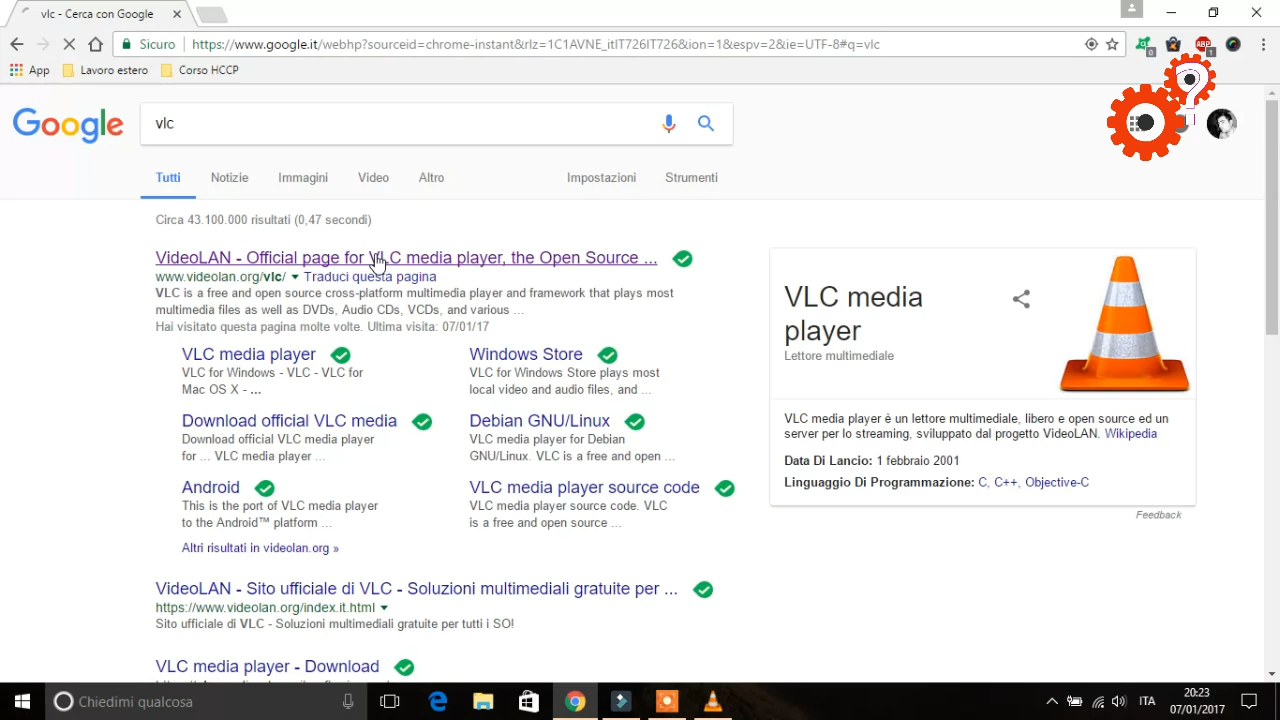 vlc - Cerca con Google
Sicuro
https://www.google.it/webhp?sourceid=chrome-instant&rlz=1C1AVNE_itIT726IT726&ion=1&espv=2&ie=UTF-8#q=vlc
ABP
0
1
App
Lavoro estero
Corso HCCP
?
Google
vlc
Tutti
Notizie
Immagini
Video
Altro
Impostazioni
Strumenti
Circa 43.100.000 risultati (0,47 secondi)
VideoLAN - Official page for VLC media player, the Open Source ...
www.videolan.org/vlc/ Traduci questa pagina
VLC is a free and open source cross-platform multimedia player and framework that plays most
multimedia files as well as DVDs, Audio CDs, VCDs, and various ...
Hai visitato questa pagina molte volte. Ultima visita: 07/01/17
VLC media player
VLC for Windows - VLC - VLC for
Mac OS X - ...
Windows Store
VLC for Windows Store plays most
local video and audio files, and ...
Download official VLC media
Download official VLC media player
for ... VLC media player ...
Debian GNU/Linux
VLC media player for Debian
GNU/Linux. VLC is a free and open ...
Android
This is the port of VLC media player
to the Android™ platform ...
VLC media player source code
VLC media player source code. VLC
is a free and open source ...
Altri risultati in videolan.org »
VideoLAN - Sito ufficiale di VLC - Soluzioni multimediali gratuite per ...
https://www.videolan.org/index.it.html
Sito ufficiale di VLC - Soluzioni multimediali gratuite per tutti i SO!
VLC media player - Download
VLC media
player
Lettore multimediale
VLC media player è un lettore multimediale, libero e open source ed un
server per lo streaming, sviluppato dal progetto VideoLAN. Wikipedia
Data Di Lancio: 1 febbraio 2001
Linguaggio Di Programmazione: C, C++, Objective-C
Feedback
Chiedimi qualcosa
ITA
20:23
07/01/2017